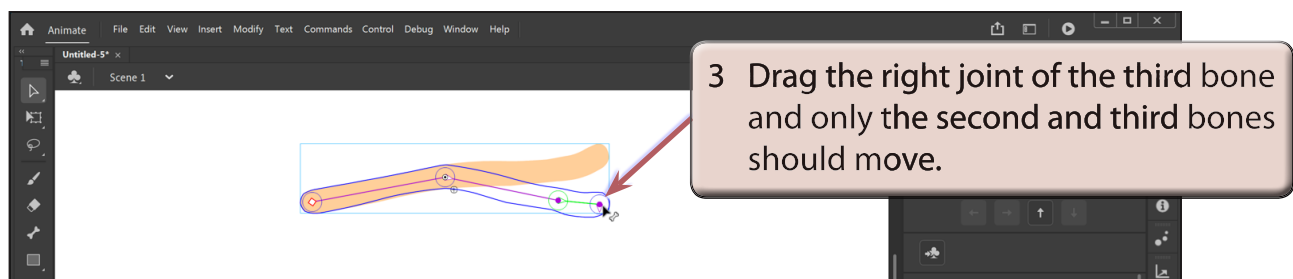 Animate File Edit View Insert Modify Text Commands Control Debug Window Help
Untitled-5* ×
Scene 1
3 Drag the right joint of the third bone
and only the second and third bones
should move.